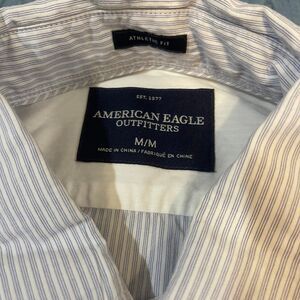 ATHLETIC FIT
EST. 1977
AMERICAN EAGLE
OUTFITTERS
M/M
MADE IN CHINA / FABRIQUÉ EN CHINE